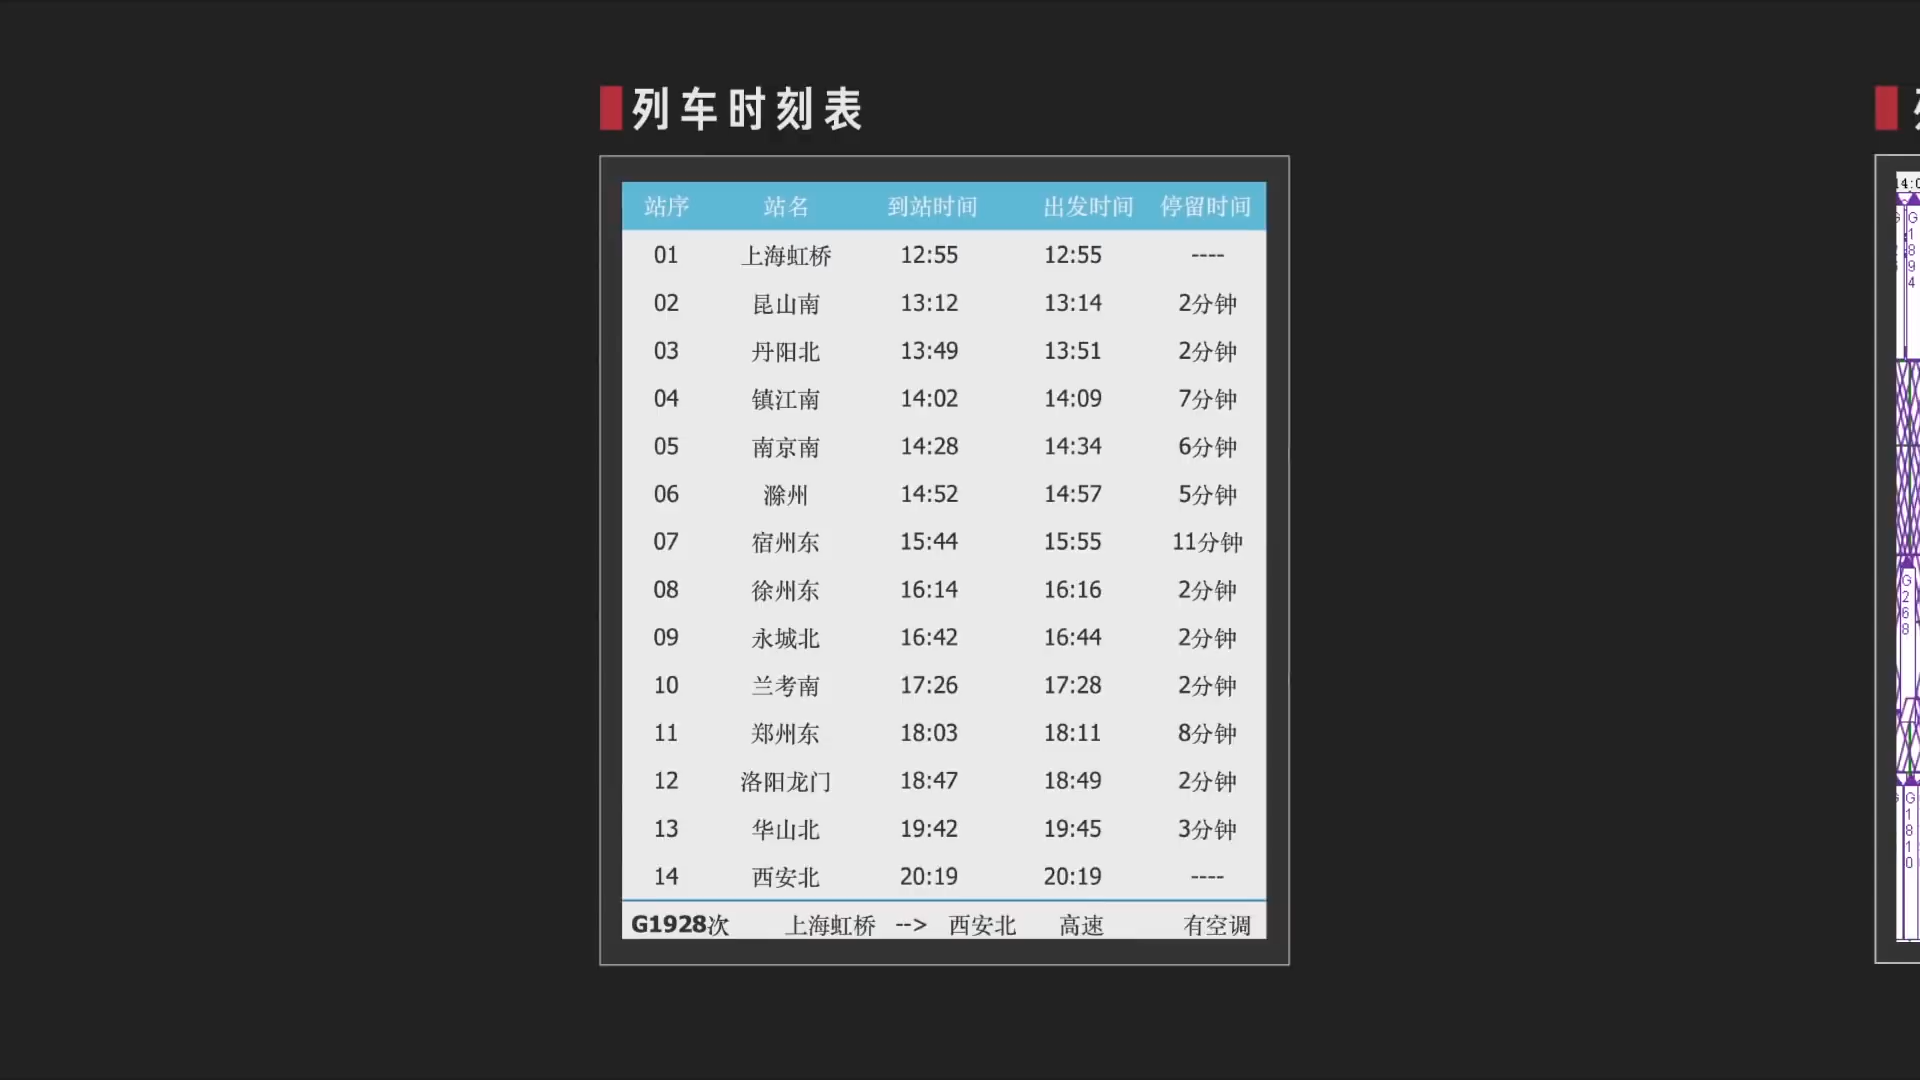 列车时刻表
站序 站名 到站时间 出发时间 停留时间
01 上海虹桥 12:55 12:55 ----
02 昆山南 13:12 13:14 2分钟
03 丹阳北 13:49 13:51 2分钟
04 镇江南 14:02 14:09 7分钟
05 南京南 14:28 14:34 6分钟
06 滁州 14:52 14:57 5分钟
07 宿州东 15:44 15:55 11分钟
08 徐州东 16:14 16:16 2分钟
09 永城北 16:42 16:44 2分钟
10 兰考南 17:26 17:28 2分钟
11 郑州东 18:03 18:11 8分钟
12 洛阳龙门 18:47 18:49 2分钟
13 华山北 19:42 19:45 3分钟
14 西安北 20:19 20:19 ----
G1928次 上海虹桥 --> 西安北 高速 有空调
G1894
G268
G1810